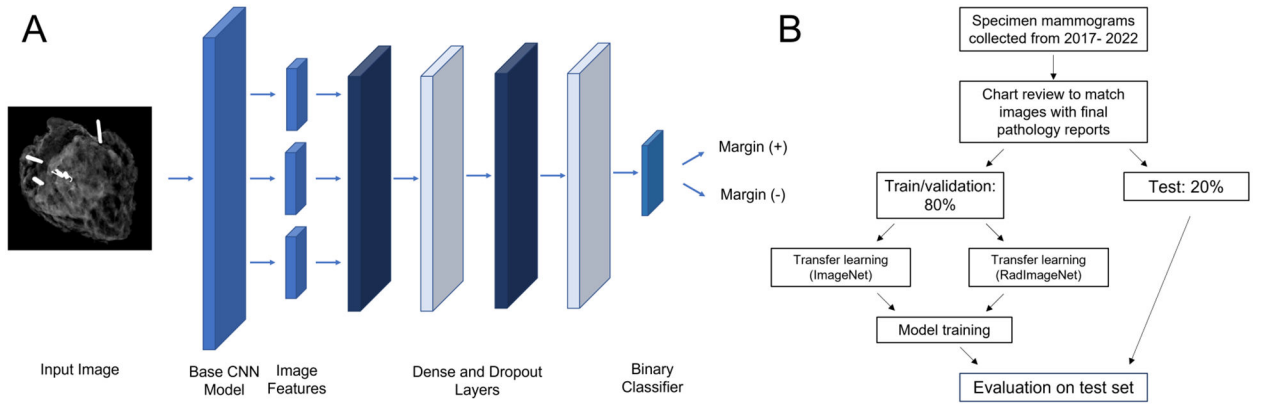 A
Margin (+)
Margin (-)
Input Image
Base CNN
Model
Image
Features
Dense and Dropout
Layers
Binary
Classifier
B
Specimen mammograms
collected from 2017- 2022
Chart review to match
images with final
pathology reports
Train/validation:
80%
Test: 20%
Transfer learning
(ImageNet)
Transfer learning
(RadImageNet)
Model training
Evaluation on test set